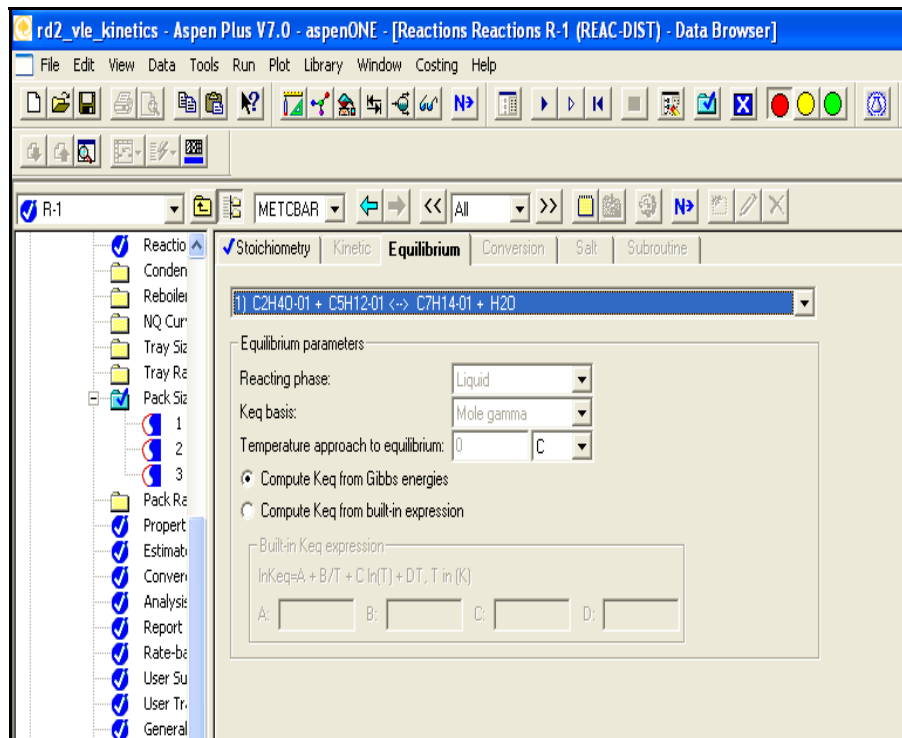 rd2_vle_kinetics - Aspen Plus V7.0 - aspenONE - [Reactions Reactions R-1 (REAC-DIST) - Data Browser]
File Edit View Data Tools Run Plot Library Window Costing Help
N
R-1 METCBAR << All >> N
Reactio
Conden
Reboiler
NQ Cur
Tray Siz
Tray Ra
Pack Siz
1
2
3
Pack Ra
Propert
Estimat
Conver
Analysis
Report
Rate-ba
User Su
User Tr
General
Stoichiometry Kinetic Equilibrium Conversion Salt Subroutine
1) C2H4O-01 + C5H12-01 <--> C7H14-01 + H2O
Equilibrium parameters
Reacting phase: Liquid
Keq basis: Mole gamma
Temperature approach to equilibrium: 0 C
Compute Keq from Gibbs energies
Compute Keq from built-in expression
Built-in Keq expression
lnKeq=A + B/T + C ln(T) + DT, T in (K)
A: B: C: D: